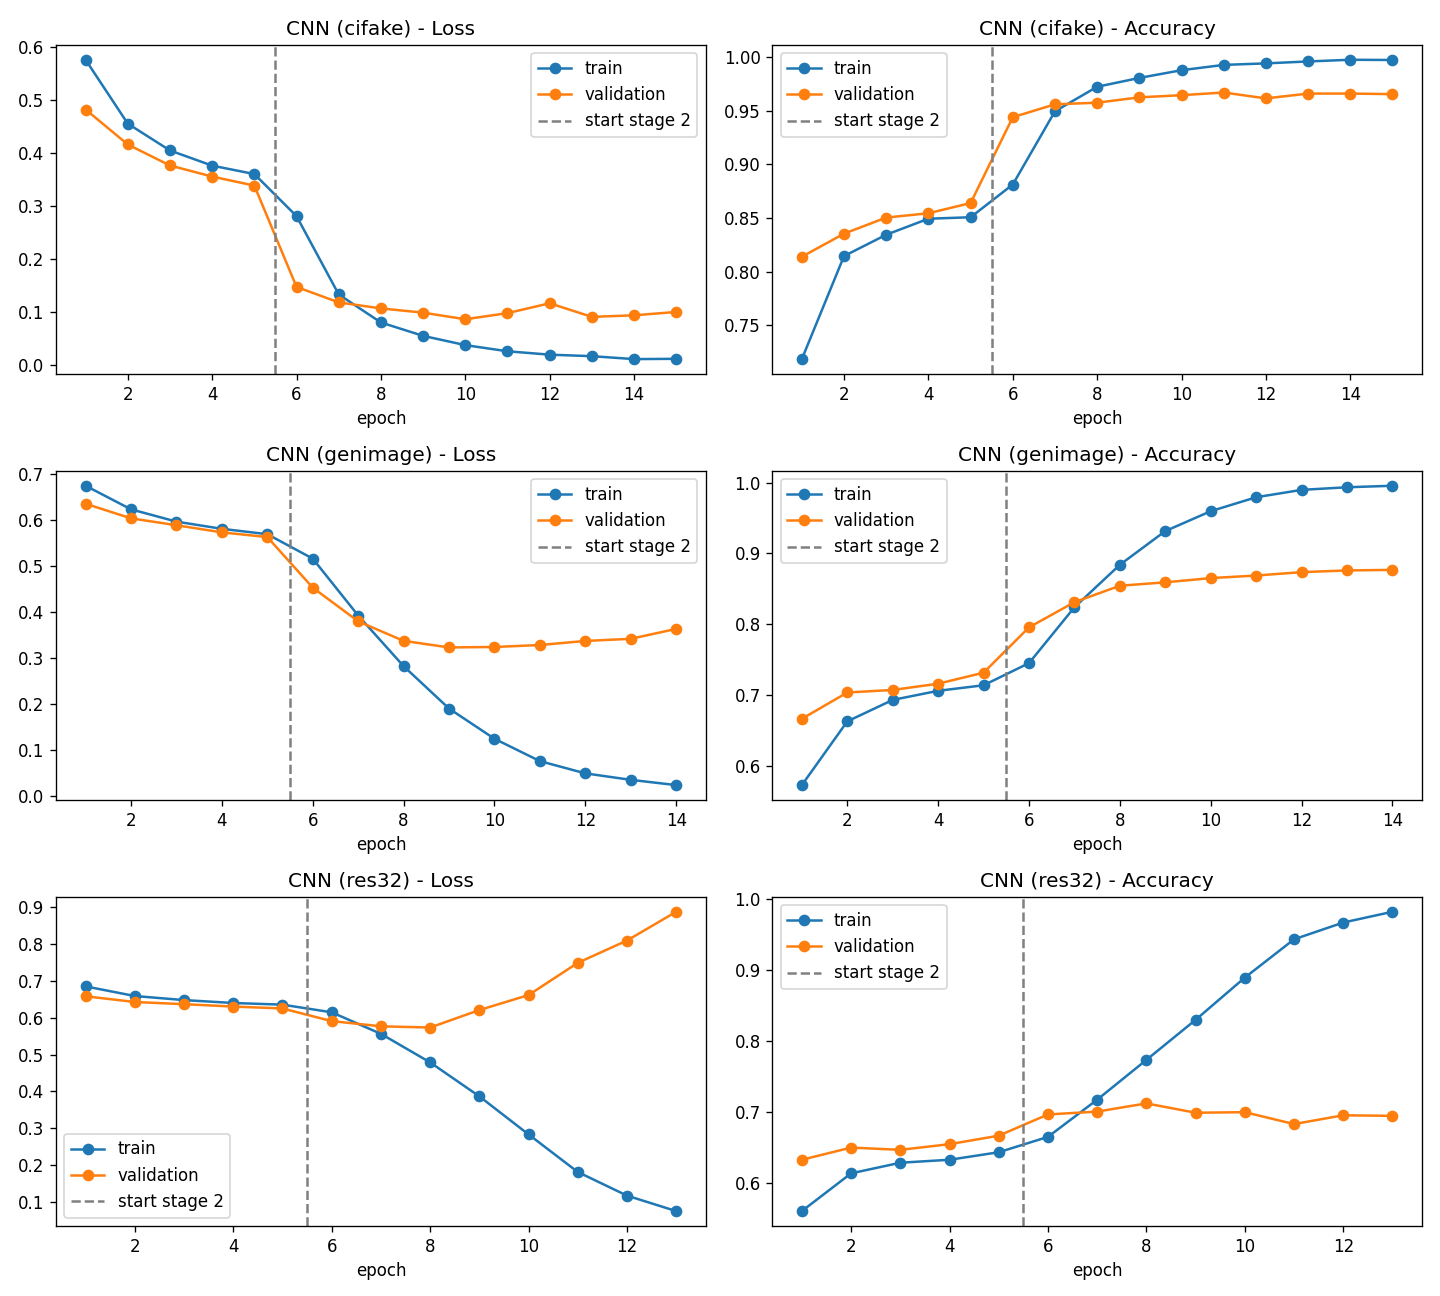 CNN (cifake) - Loss
0.6
0.5
0.4
0.3
0.2
0.1
0.0
train
validation
start stage 2
2 4 6 8 10 12 14
epoch
CNN (cifake) - Accuracy
1.00
0.95
0.90
0.85
0.80
0.75
train
validation
start stage 2
2 4 6 8 10 12 14
epoch
CNN (genimage) - Loss
0.7
0.6
0.5
0.4
0.3
0.2
0.1
0.0
train
validation
start stage 2
2 4 6 8 10 12 14
epoch
CNN (genimage) - Accuracy
1.0
0.9
0.8
0.7
0.6
train
validation
start stage 2
2 4 6 8 10 12 14
epoch
CNN (res32) - Loss
0.9
0.8
0.7
0.6
0.5
0.4
0.3
0.2
0.1
train
validation
start stage 2
2 4 6 8 10 12
epoch
CNN (res32) - Accuracy
1.0
0.9
0.8
0.7
0.6
train
validation
start stage 2
2 4 6 8 10 12
epoch